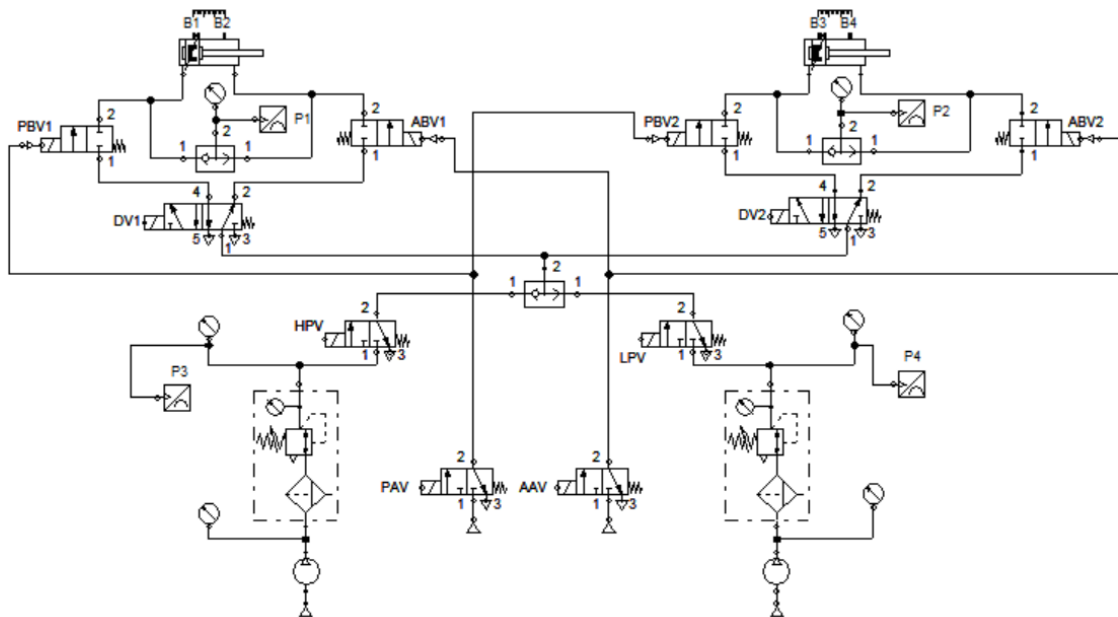 B1 B2 B3 B4
2 P1 2 2 P2 2
PBV1 2 ABV1 PBV2 2 ABV2
1 1 1 1 1 1 1 1
4 2 4 2
DV1 5 1 3 DV2 5 1 3
2
2 1 1 2
HPV 1 3 LPV 1 3
P3 P4
2 2
PAV 1 3 AAV 1 3